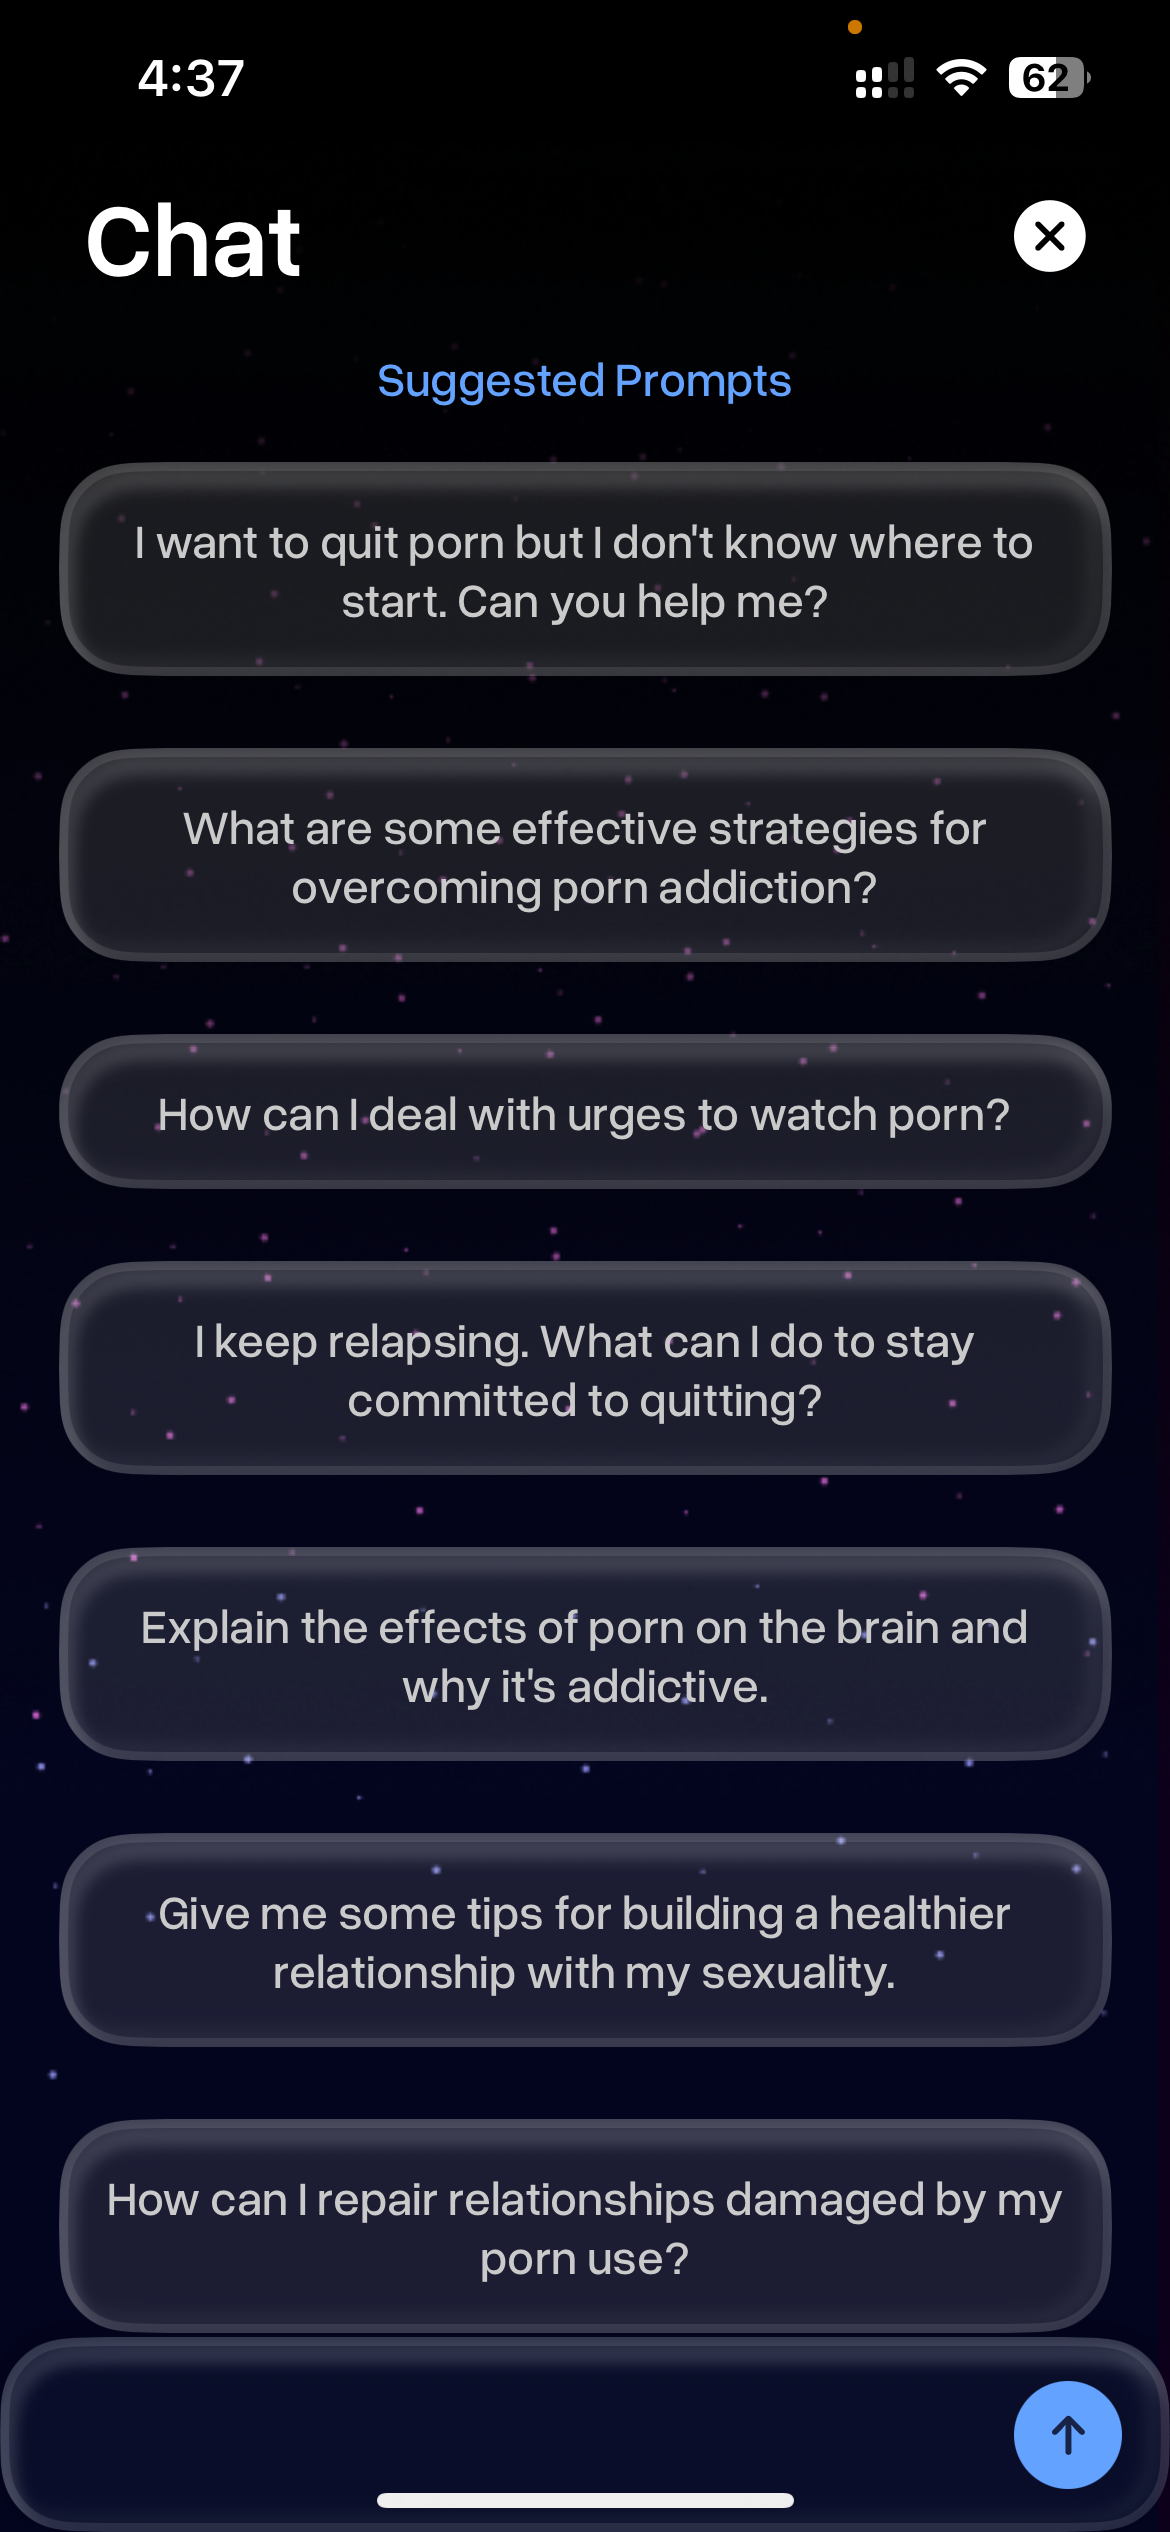 4:37
62
Chat
Suggested Prompts
I want to quit porn but I don't know where to
start. Can you help me?
What are some effective strategies for
overcoming porn addiction?
How can I deal with urges to watch porn?
I keep relapsing. What can I do to stay
committed to quitting?
Explain the effects of porn on the brain and
why it's addictive.
Give me some tips for building a healthier
relationship with my sexuality.
How can I repair relationships damaged by my
porn use?